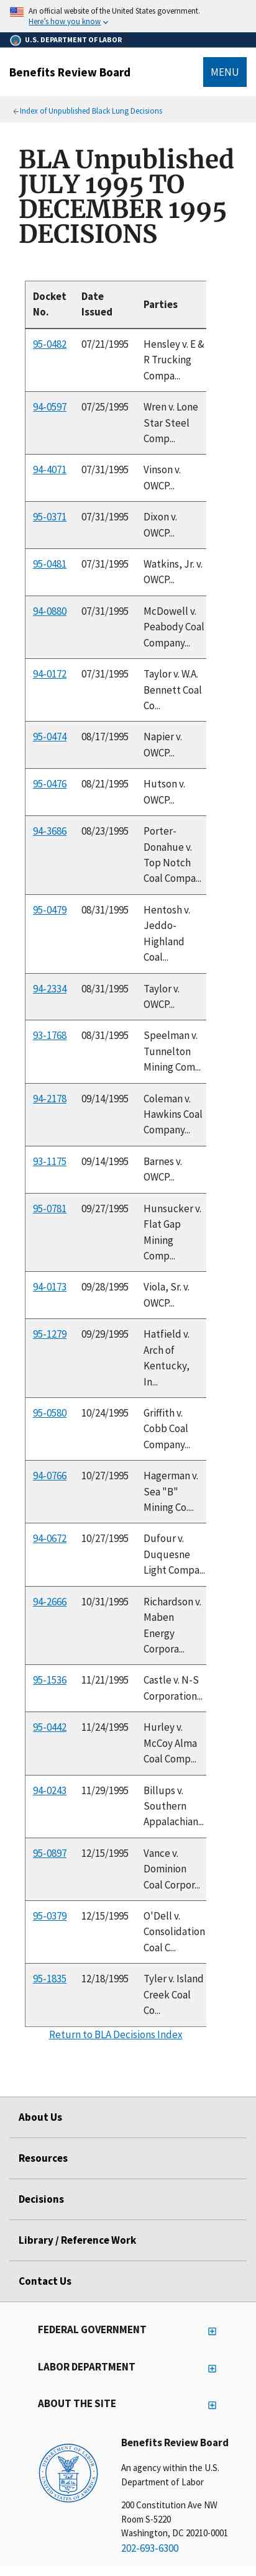 An official website of the United States government.
Here's how you know
U.S. DEPARTMENT OF LABOR
Benefits Review Board
MENU
Index of Unpublished Black Lung Decisions
BLA Unpublished
JULY 1995 TO
DECEMBER 1995
DECISIONS
Docket No. Date Issued Parties
95-0482 07/21/1995 Hensley v. E & R Trucking Compa...
94-0597 07/25/1995 Wren v. Lone Star Steel Comp...
94-4071 07/31/1995 Vinson v. OWCP...
95-0371 07/31/1995 Dixon v. OWCP...
95-0481 07/31/1995 Watkins, Jr. v. OWCP...
94-0880 07/31/1995 McDowell v. Peabody Coal Company...
94-0172 07/31/1995 Taylor v. W.A. Bennett Coal Co...
95-0474 08/17/1995 Napier v. OWCP...
95-0476 08/21/1995 Hutson v. OWCP...
94-3686 08/23/1995 Porter-Donahue v. Top Notch Coal Compa...
95-0479 08/31/1995 Hentosh v. Jeddo-Highland Coal...
94-2334 08/31/1995 Taylor v. OWCP...
93-1768 08/31/1995 Speelman v. Tunnelton Mining Com...
94-2178 09/14/1995 Coleman v. Hawkins Coal Company...
93-1175 09/14/1995 Barnes v. OWCP...
95-0781 09/27/1995 Hunsucker v. Flat Gap Mining Comp...
94-0173 09/28/1995 Viola, Sr. v. OWCP...
95-1279 09/29/1995 Hatfield v. Arch of Kentucky, In...
95-0580 10/24/1995 Griffith v. Cobb Coal Company...
94-0766 10/27/1995 Hagerman v. Sea "B" Mining Co....
94-0672 10/27/1995 Dufour v. Duquesne Light Compa...
94-2666 10/31/1995 Richardson v. Maben Energy Corpora...
95-1536 11/21/1995 Castle v. N-S Corporation...
95-0442 11/24/1995 Hurley v. McCoy Alma Coal Comp...
94-0243 11/29/1995 Billups v. Southern Appalachian...
95-0897 12/15/1995 Vance v. Dominion Coal Corpor...
95-0379 12/15/1995 O'Dell v. Consolidation Coal C...
95-1835 12/18/1995 Tyler v. Island Creek Coal Co...
Return to BLA Decisions Index
About Us
Resources
Decisions
Library / Reference Work
Contact Us
FEDERAL GOVERNMENT
LABOR DEPARTMENT
ABOUT THE SITE
Benefits Review Board
An agency within the U.S.
Department of Labor
200 Constitution Ave NW
Room S-5220
Washington, DC 20210-0001
202-693-6300